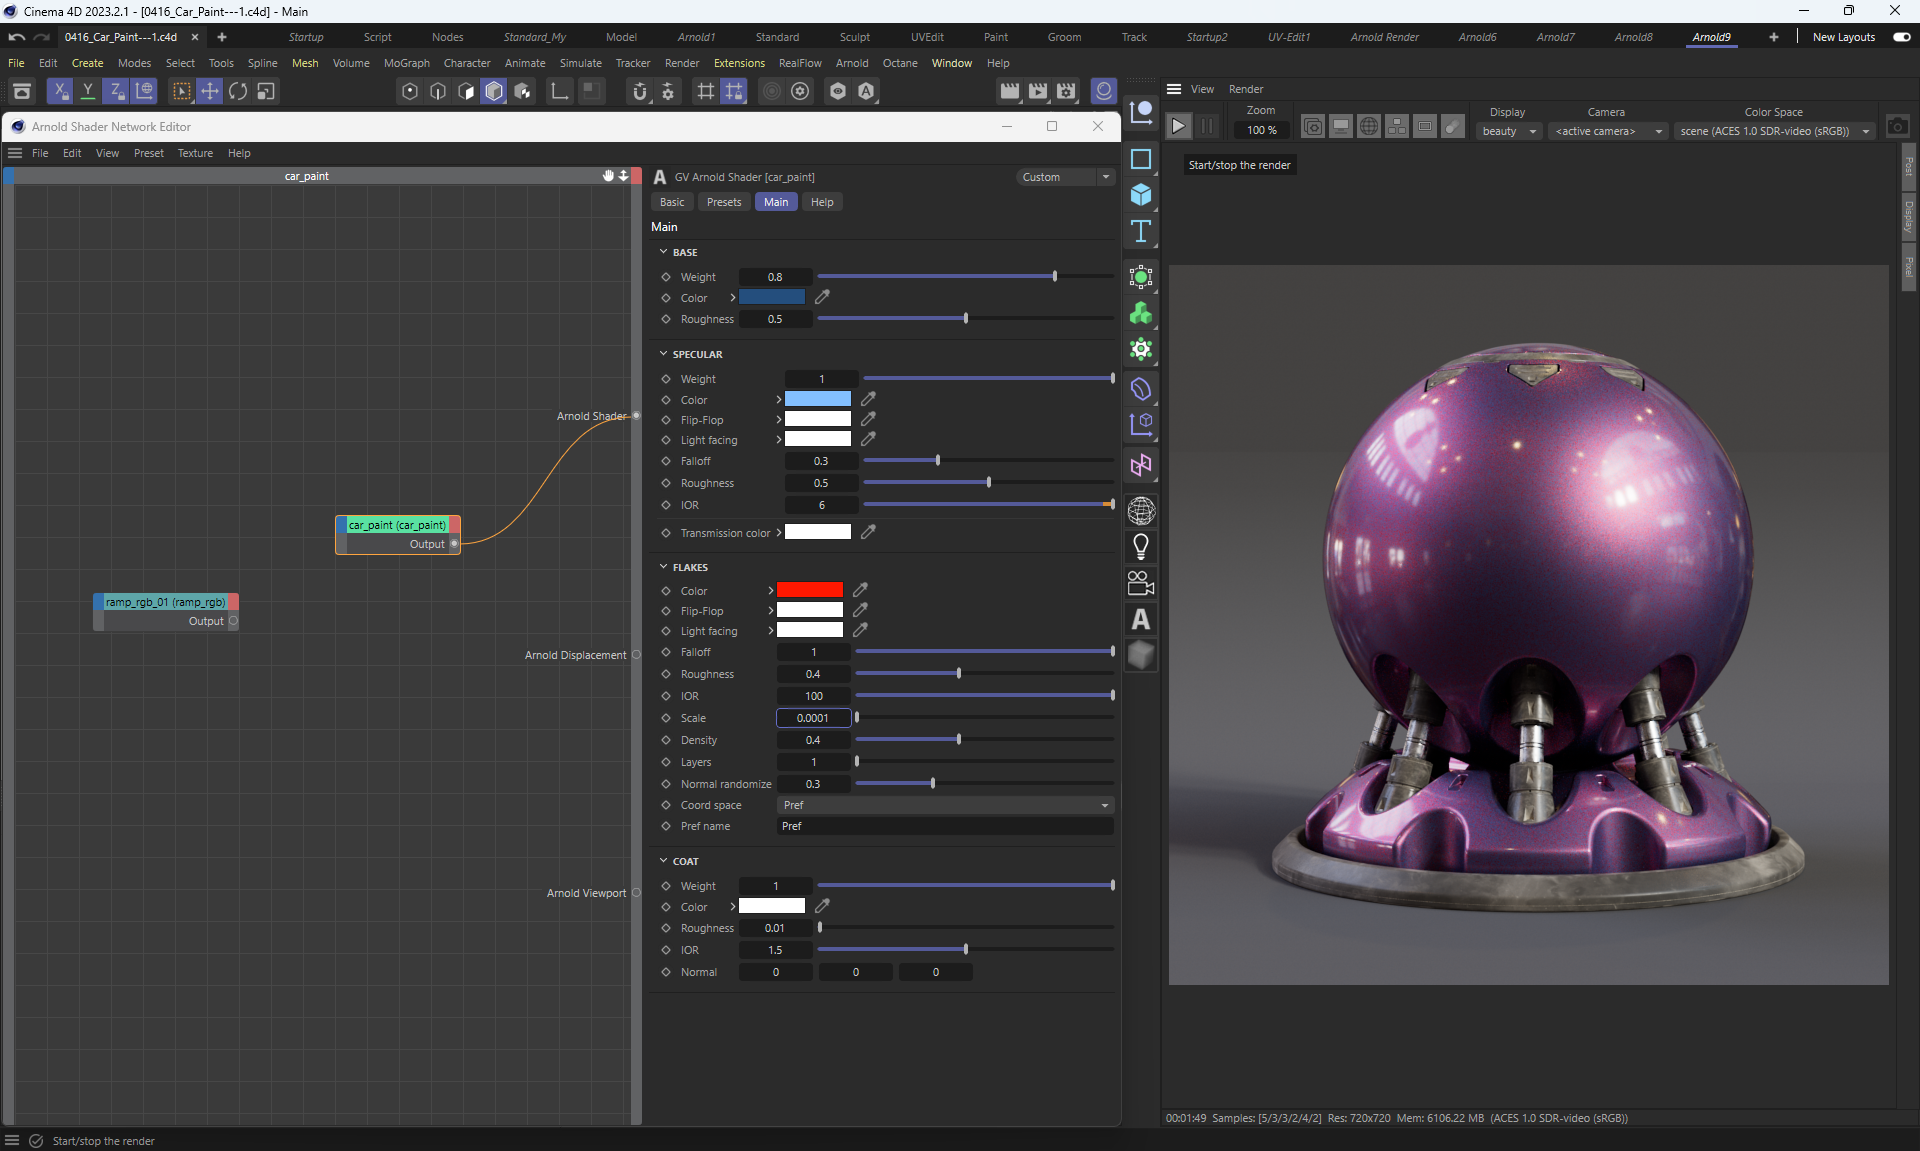 Cinema 4D 2023.2.1 - [0416_Car_Paint---1.c4d] - Main
0416_Car_Paint---1.c4d
Startup Script Nodes Standard_My Model Arnold1 Standard Sculpt UVEdit Paint Groom Track Startup2 UV-Edit1 Arnold Render Arnold6 Arnold7 Arnold8 Arnold9 New Layouts
File Edit Create Modes Select Tools Spline Mesh Volume MoGraph Character Animate Simulate Tracker Render Extensions RealFlow Arnold Octane Window Help
X Y Z
Arnold Shader Network Editor
File Edit View Preset Texture Help
car_paint
Arnold Shader
car_paint (car_paint)
Output
ramp_rgb_01 (ramp_rgb)
Output
Arnold Displacement
Arnold Viewport
GV Arnold Shader [car_paint]
Custom
Basic Presets Main Help
Main
BASE
Weight 0.8
Color
Roughness 0.5
SPECULAR
Weight 1
Color
Flip-Flop
Light facing
Falloff 0.3
Roughness 0.5
IOR 6
Transmission color
FLAKES
Color
Flip-Flop
Light facing
Falloff 1
Roughness 0.4
IOR 100
Scale 0.0001
Density 0.4
Layers 1
Normal randomize 0.3
Coord space Pref
Pref name Pref
COAT
Weight 1
Color
Roughness 0.01
IOR 1.5
Normal 0 0 0
View Render
Zoom
100 %
Display
beauty
Camera
<active camera>
Color Space
scene (ACES 1.0 SDR-video (sRGB))
Start/stop the render
Post
Display
Pixel
00:01:49 Samples: [5/3/3/2/4/2] Res: 720x720 Mem: 6106.22 MB (ACES 1.0 SDR-video (sRGB))
Start/stop the render